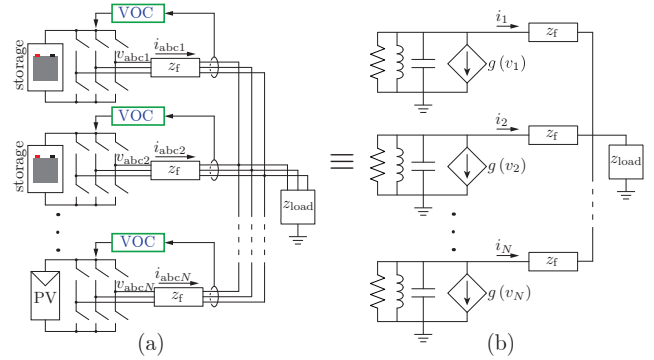 VOC
storage
v_abc1
i_abc1
z_f
VOC
storage
v_abc2
i_abc2
z_f
z_load
VOC
PV
v_abcN
i_abcN
z_f
(a)
≡
i_1
z_f
g (v_1)
i_2
z_f
g (v_2)
z_load
i_N
z_f
g (v_N)
(b)